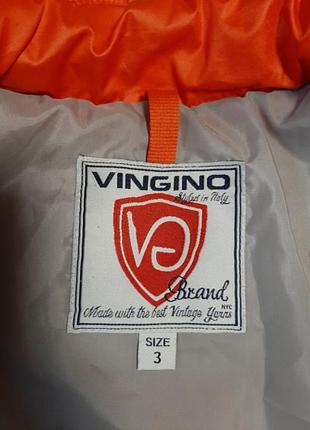 VINGINO
Styled in Italy
VG
Brand
NYC
Made with the best Vintage Yarns
SIZE
3